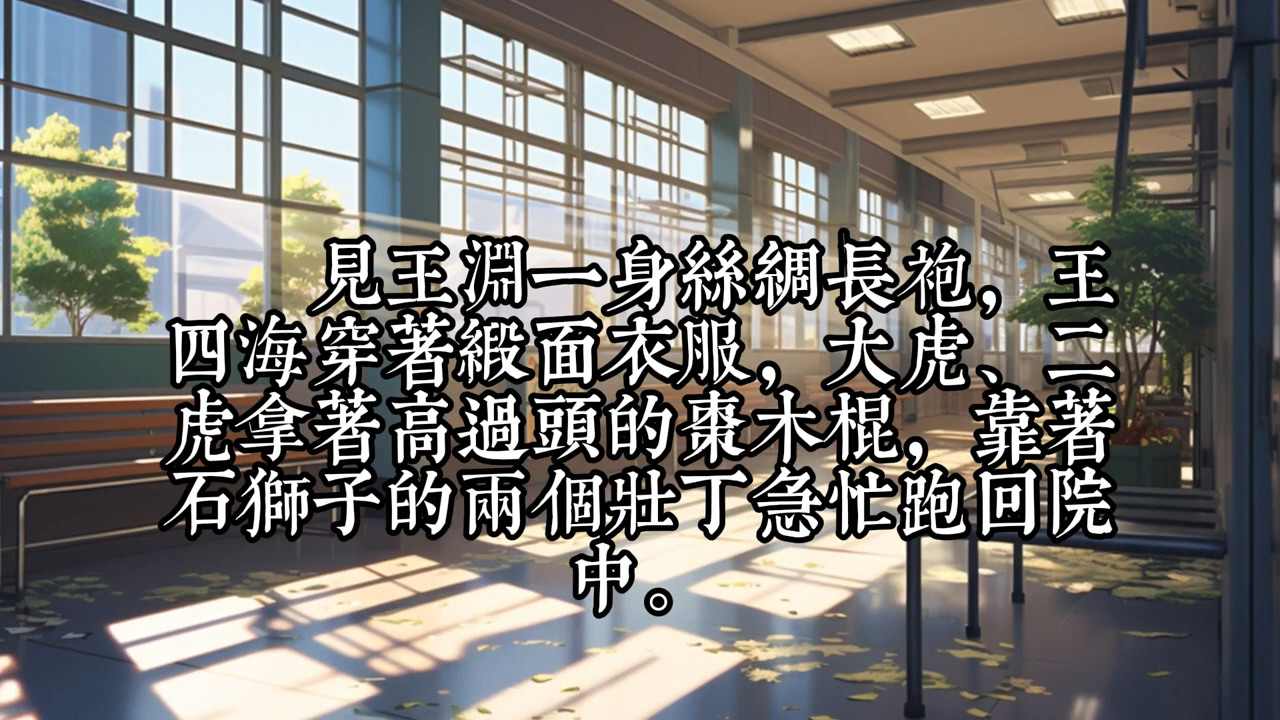 見王淵一身絲綢長袍，王
四海穿著緞面衣服，大虎、二
虎拿著高過頭的棗木棍，靠著
石獅子的兩個壯丁急忙跑回院
中。